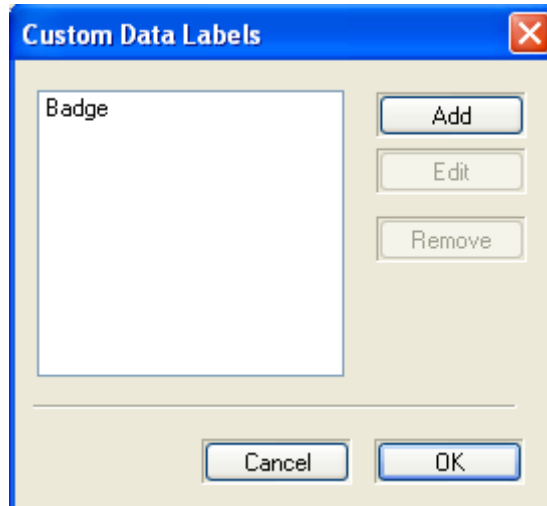 Custom Data Labels
Badge
Add
Edit
Remove
Cancel
OK